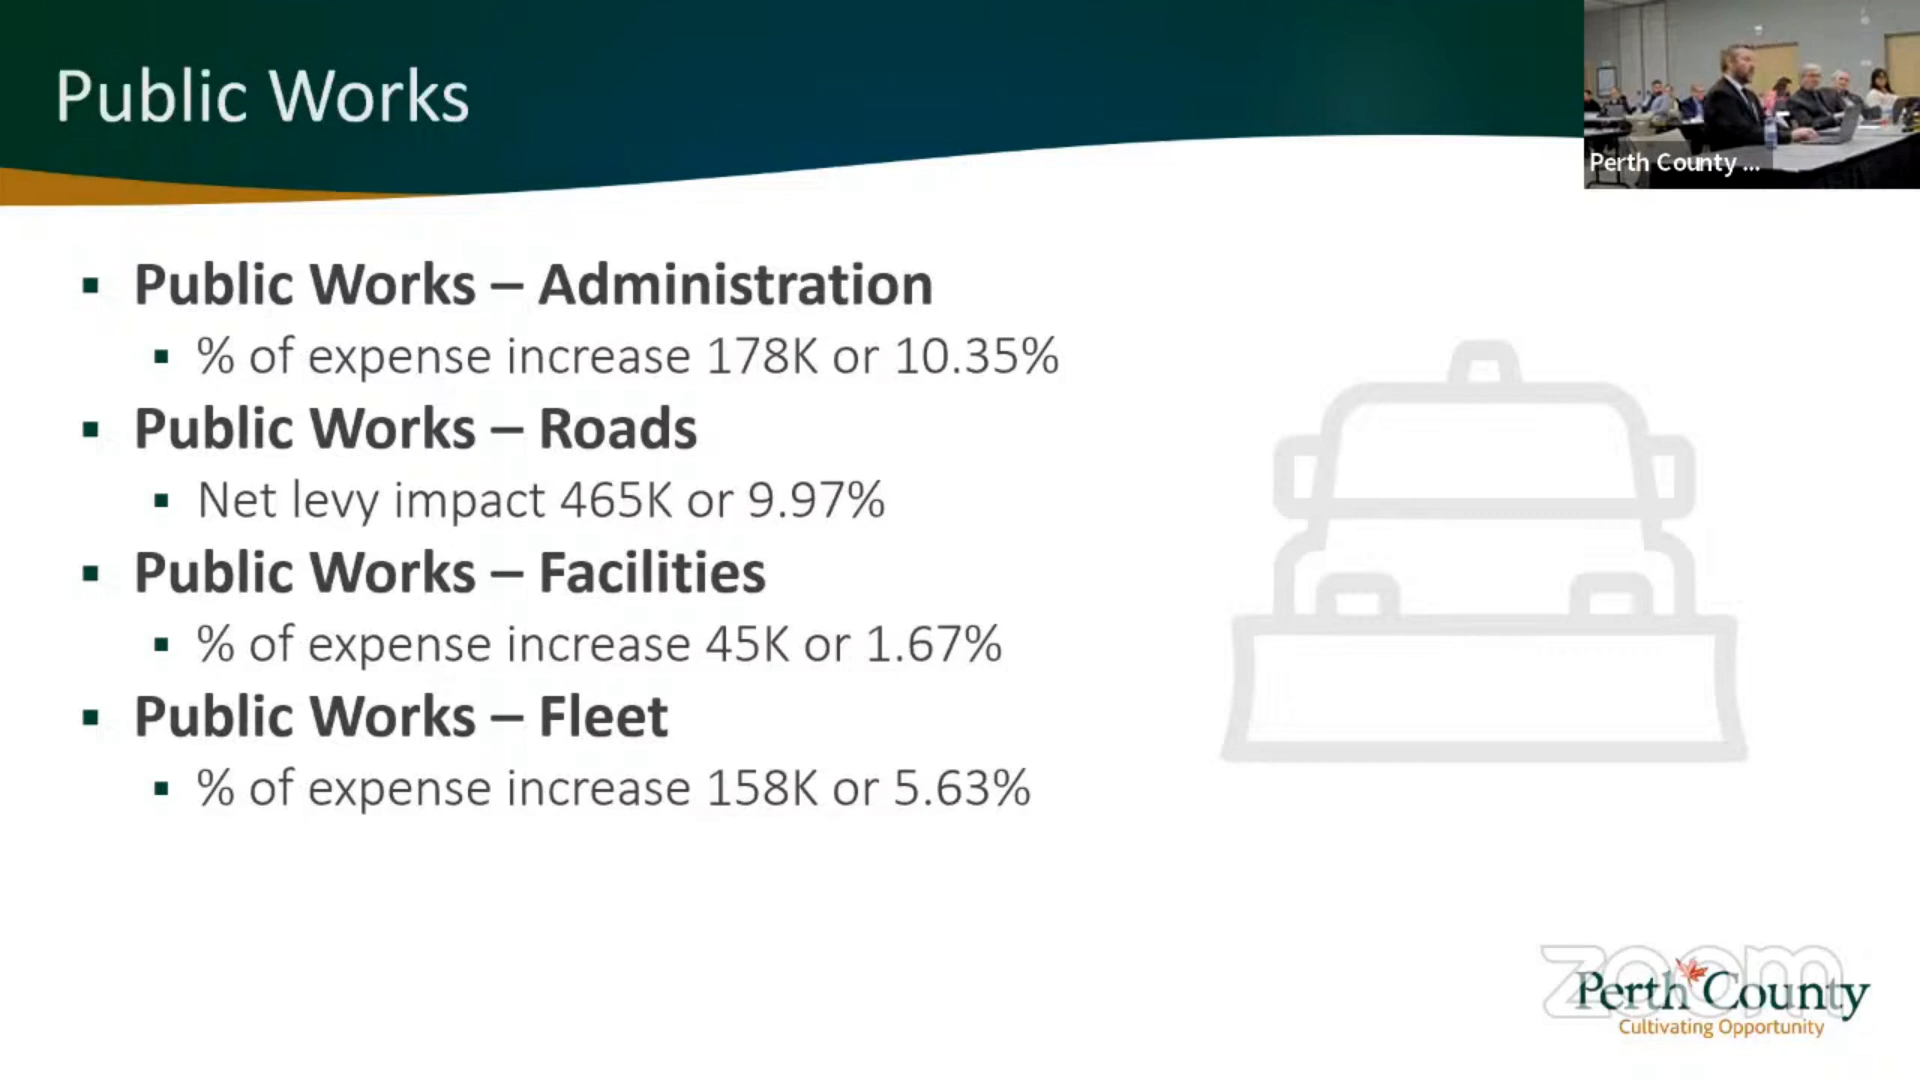 Public Works
Perth County ...
Public Works – Administration
% of expense increase 178K or 10.35%
Public Works – Roads
Net levy impact 465K or 9.97%
Public Works – Facilities
% of expense increase 45K or 1.67%
Public Works – Fleet
% of expense increase 158K or 5.63%
zoom
Perth County
Cultivating Opportunity